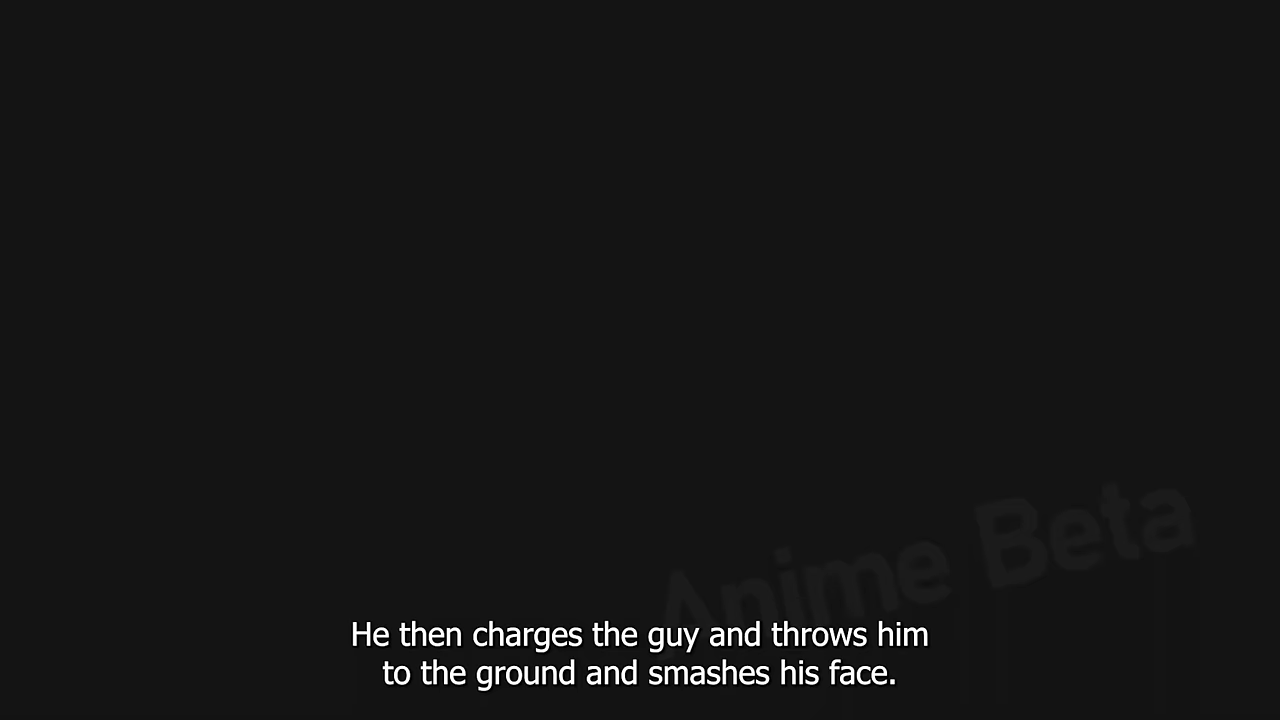 Anime Beta
He then charges the guy and throws him
to the ground and smashes his face.